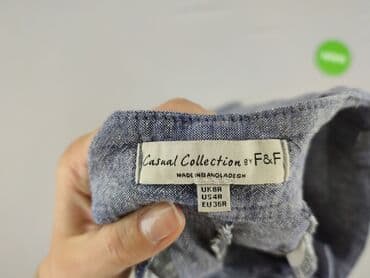 Casual Collection BY F&F
MADE IN BANGLADESH
UK8R
US4R
EU36R